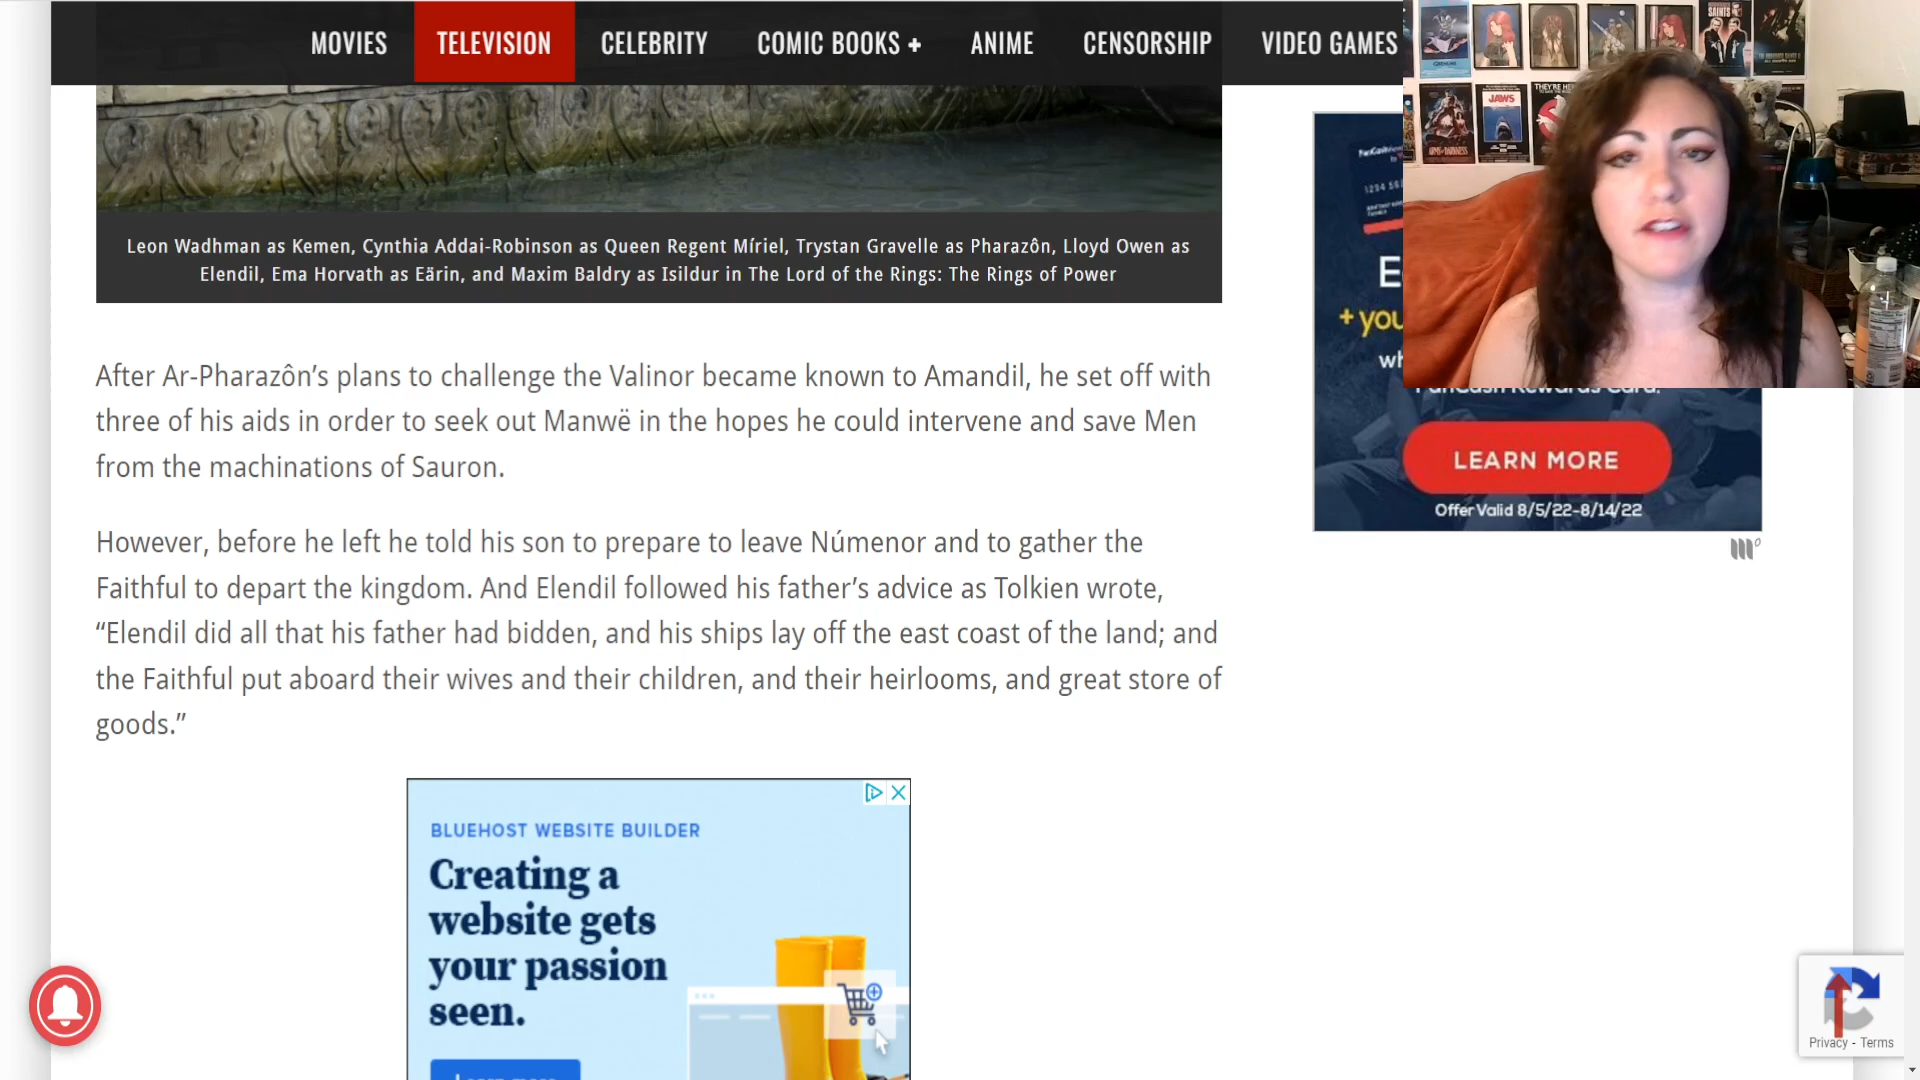 MOVIES TELEVISION CELEBRITY COMIC BOOKS + ANIME CENSORSHIP VIDEO GAMES
Leon Wadhman as Kemen, Cynthia Addai-Robinson as Queen Regent Míriel, Trystan Gravelle as Pharazôn, Lloyd Owen as
Elendil, Ema Horvath as Eärin, and Maxim Baldry as Isildur in The Lord of the Rings: The Rings of Power
After Ar-Pharazôn’s plans to challenge the Valinor became known to Amandil, he set off with
three of his aids in order to seek out Manwë in the hopes he could intervene and save Men
from the machinations of Sauron.
However, before he left he told his son to prepare to leave Númenor and to gather the
Faithful to depart the kingdom. And Elendil followed his father’s advice as Tolkien wrote,
“Elendil did all that his father had bidden, and his ships lay off the east coast of the land; and
the Faithful put aboard their wives and their children, and their heirlooms, and great store of
goods.”
BLUEHOST WEBSITE BUILDER
Creating a
website gets
your passion
seen.
SAINTS
JAWS
THEY'RE HE
+ you
LEARN MORE
Offer Valid 8/5/22-8/14/22
Privacy - Terms